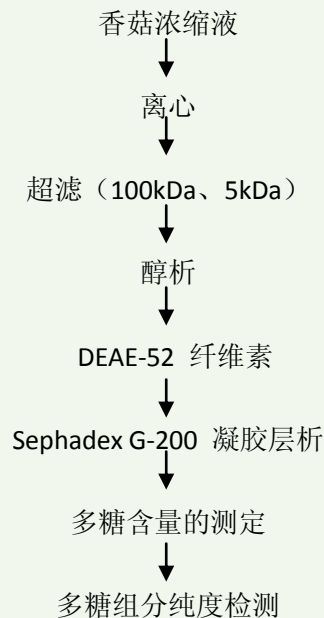 香菇浓缩液
离心
超滤（100kDa、5kDa）
醇析
DEAE-52 纤维素
Sephadex G-200 凝胶层析
多糖含量的测定
多糖组分纯度检测